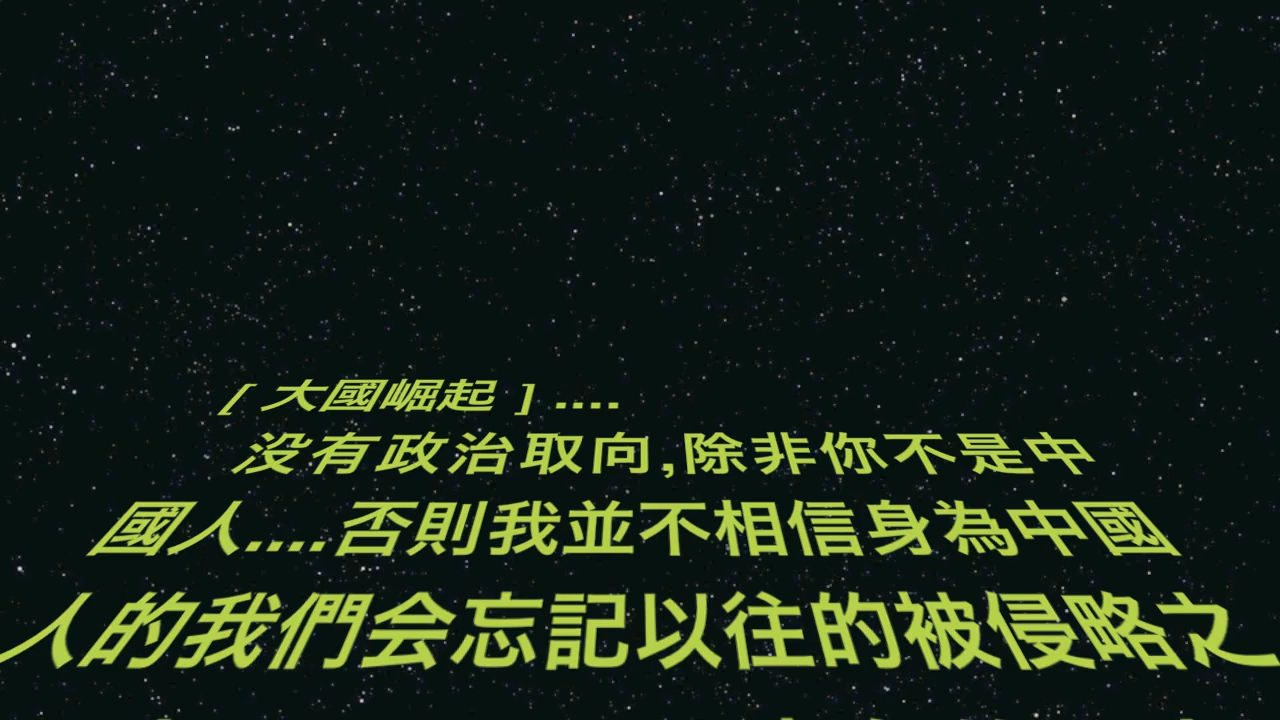 [ 大國崛起 ] ....
没有政治取向,除非你不是中
國人....否則我並不相信身為中國
人的我們会忘記以往的被侵略之